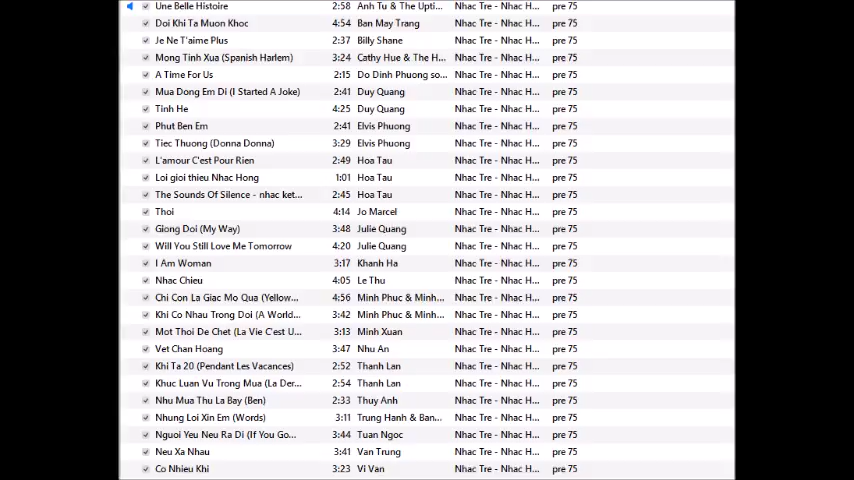 Une Belle Histoire 2:58 Anh Tu & The Upti... Nhac Tre - Nhac H... pre 75
Doi Khi Ta Muon Khoc 4:54 Ban May Trang Nhac Tre - Nhac H... pre 75
Je Ne T'aime Plus 2:37 Billy Shane Nhac Tre - Nhac H... pre 75
Mong Tinh Xua (Spanish Harlem) 3:24 Cathy Hue & The H... Nhac Tre - Nhac H... pre 75
A Time For Us 2:15 Do Dinh Phuong so... Nhac Tre - Nhac H... pre 75
Mua Dong Em Di (I Started A Joke) 2:41 Duy Quang Nhac Tre - Nhac H... pre 75
Tinh He 4:25 Duy Quang Nhac Tre - Nhac H... pre 75
Phut Ben Em 2:41 Elvis Phuong Nhac Tre - Nhac H... pre 75
Tiec Thuong (Donna Donna) 3:29 Elvis Phuong Nhac Tre - Nhac H... pre 75
L'amour C'est Pour Rien 2:49 Hoa Tau Nhac Tre - Nhac H... pre 75
Loi gioi thieu Nhac Hong 1:01 Hoa Tau Nhac Tre - Nhac H... pre 75
The Sounds Of Silence - nhac ket... 2:45 Hoa Tau Nhac Tre - Nhac H... pre 75
Thoi 4:14 Jo Marcel Nhac Tre - Nhac H... pre 75
Giong Doi (My Way) 3:48 Julie Quang Nhac Tre - Nhac H... pre 75
Will You Still Love Me Tomorrow 4:20 Julie Quang Nhac Tre - Nhac H... pre 75
I Am Woman 3:17 Khanh Ha Nhac Tre - Nhac H... pre 75
Nhac Chieu 4:05 Le Thu Nhac Tre - Nhac H... pre 75
Chi Con La Giac Mo Qua (Yellow... 4:56 Minh Phuc & Minh... Nhac Tre - Nhac H... pre 75
Khi Co Nhau Trong Doi (A World... 3:42 Minh Phuc & Minh... Nhac Tre - Nhac H... pre 75
Mot Thoi De Chet (La Vie C'est U... 3:13 Minh Xuan Nhac Tre - Nhac H... pre 75
Vet Chan Hoang 3:47 Nhu An Nhac Tre - Nhac H... pre 75
Khi Ta 20 (Pendant Les Vacances) 2:52 Thanh Lan Nhac Tre - Nhac H... pre 75
Khuc Luan Vu Trong Mua (La Der... 2:54 Thanh Lan Nhac Tre - Nhac H... pre 75
Nhu Mua Thu La Bay (Ben) 2:33 Thuy Anh Nhac Tre - Nhac H... pre 75
Nhung Loi Xin Em (Words) 3:11 Trung Hanh & Ban... Nhac Tre - Nhac H... pre 75
Nguoi Yeu Neu Ra Di (If You Go... 3:44 Tuan Ngoc Nhac Tre - Nhac H... pre 75
Neu Xa Nhau 3:41 Van Trung Nhac Tre - Nhac H... pre 75
Co Nhieu Khi 3:23 Vi Van Nhac Tre - Nhac H... pre 75